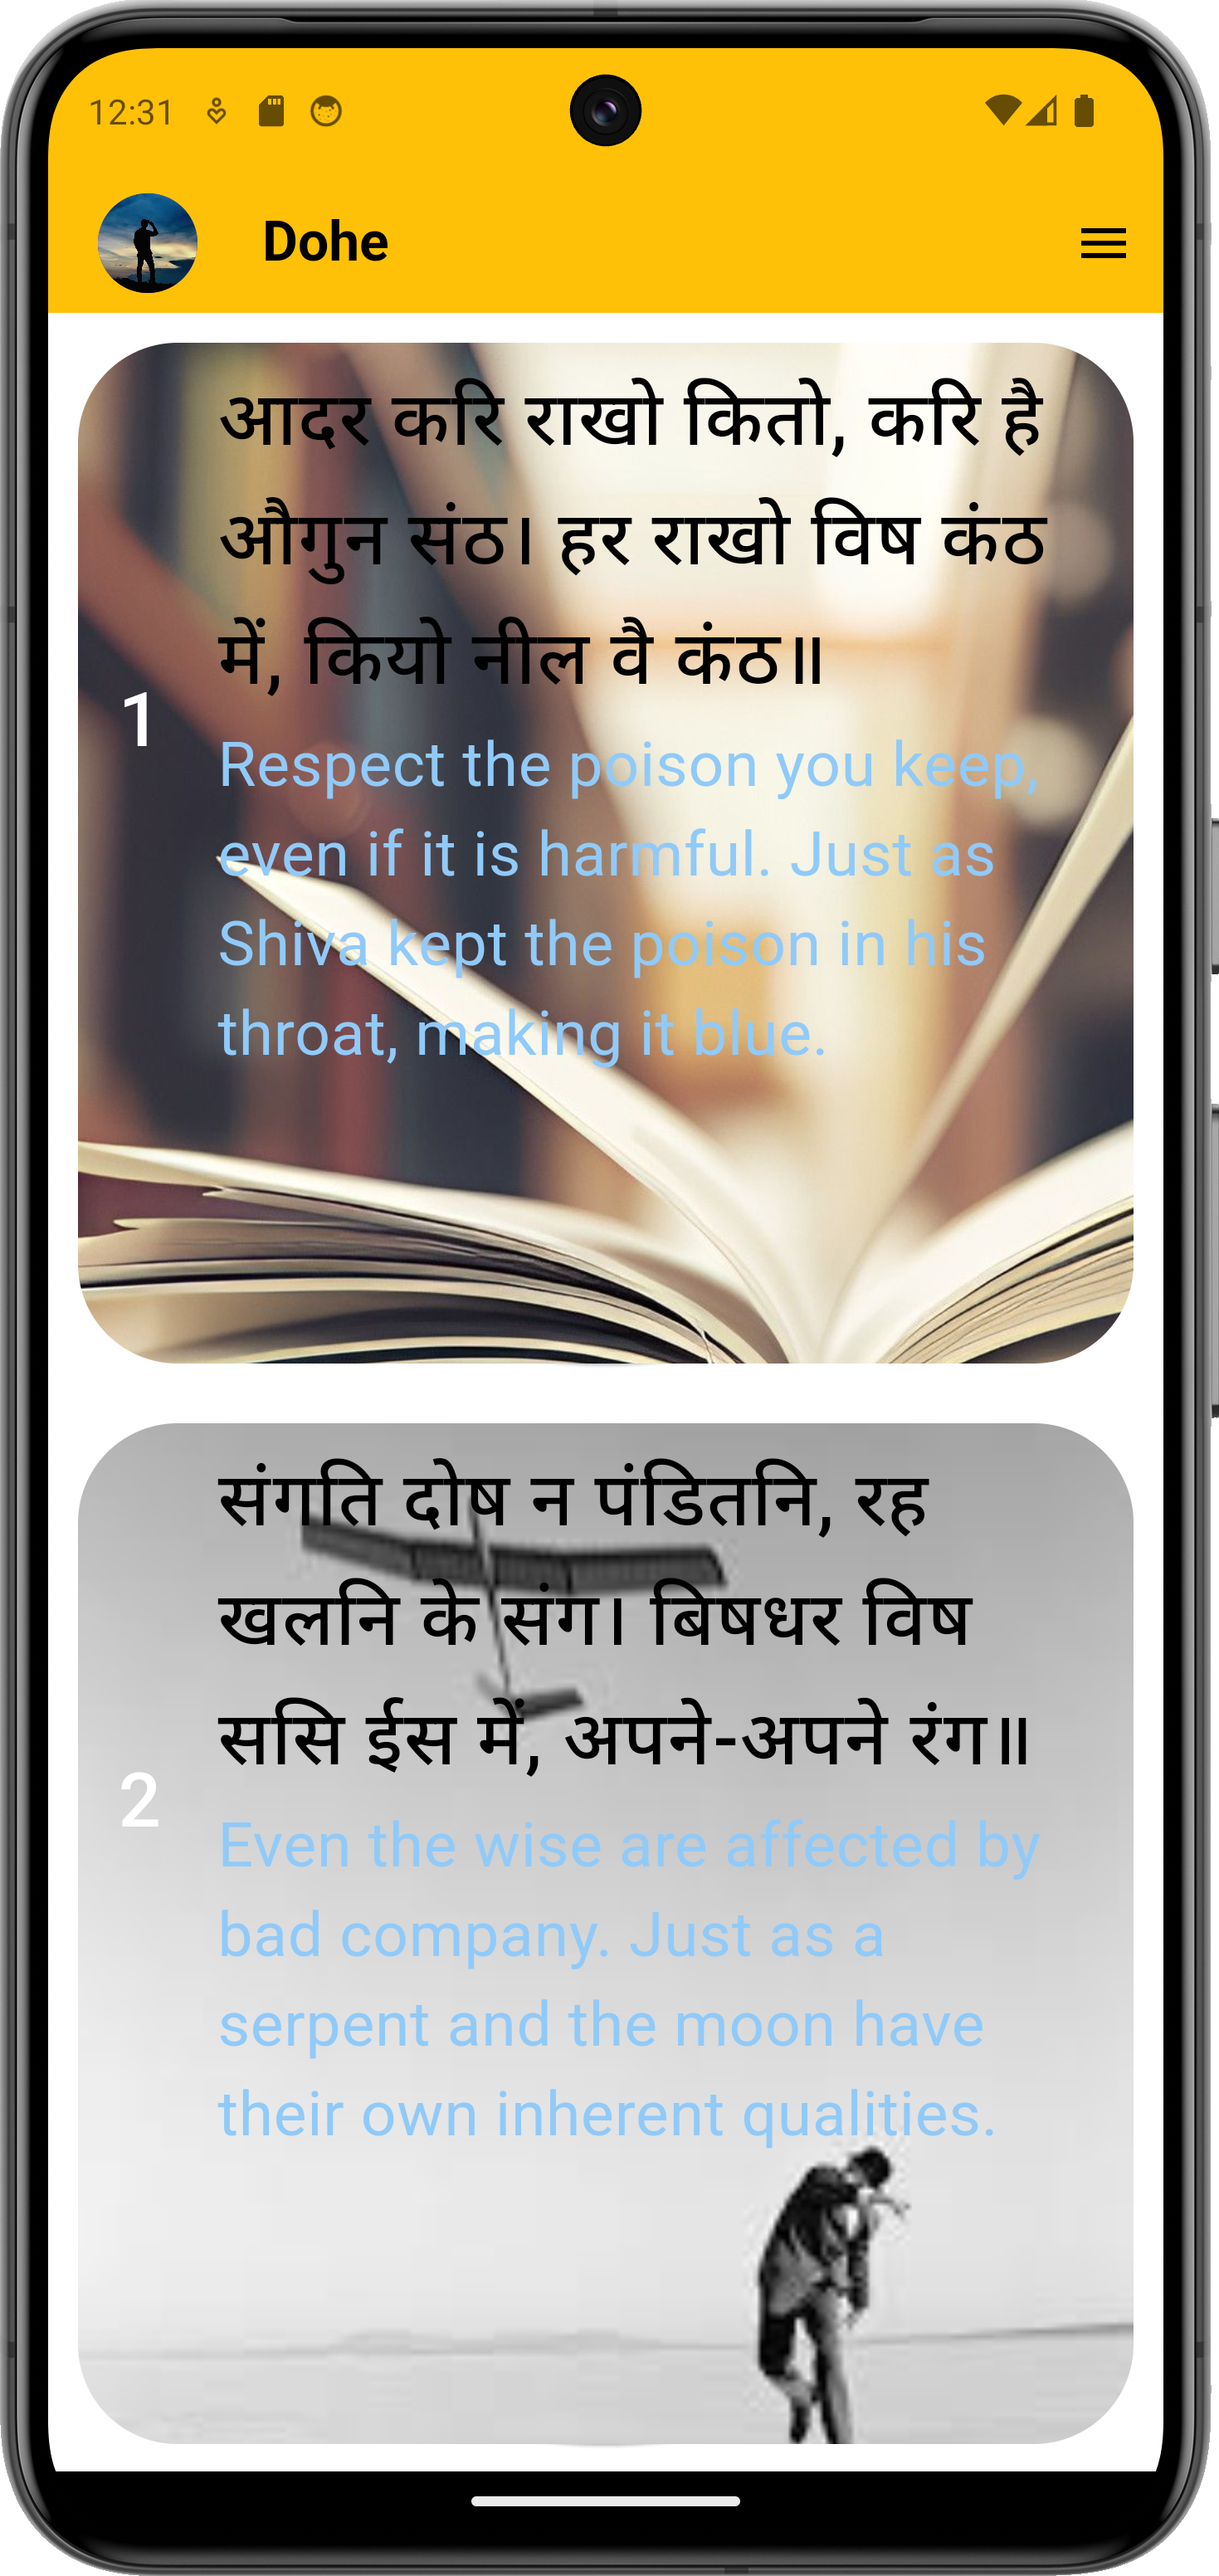 12:31
Dohe
आदर करि राखो कितो, करि है
औगुन संठ। हर राखो विष कंठ
में, कियो नील वै कंठ॥
1
Respect the poison you keep,
even if it is harmful. Just as
Shiva kept the poison in his
throat, making it blue.
संगति दोष न पंडितनि, रह
खलनि के संग। बिषधर विष
ससि ईस में, अपने-अपने रंग॥
2
Even the wise are affected by
bad company. Just as a
serpent and the moon have
their own inherent qualities.